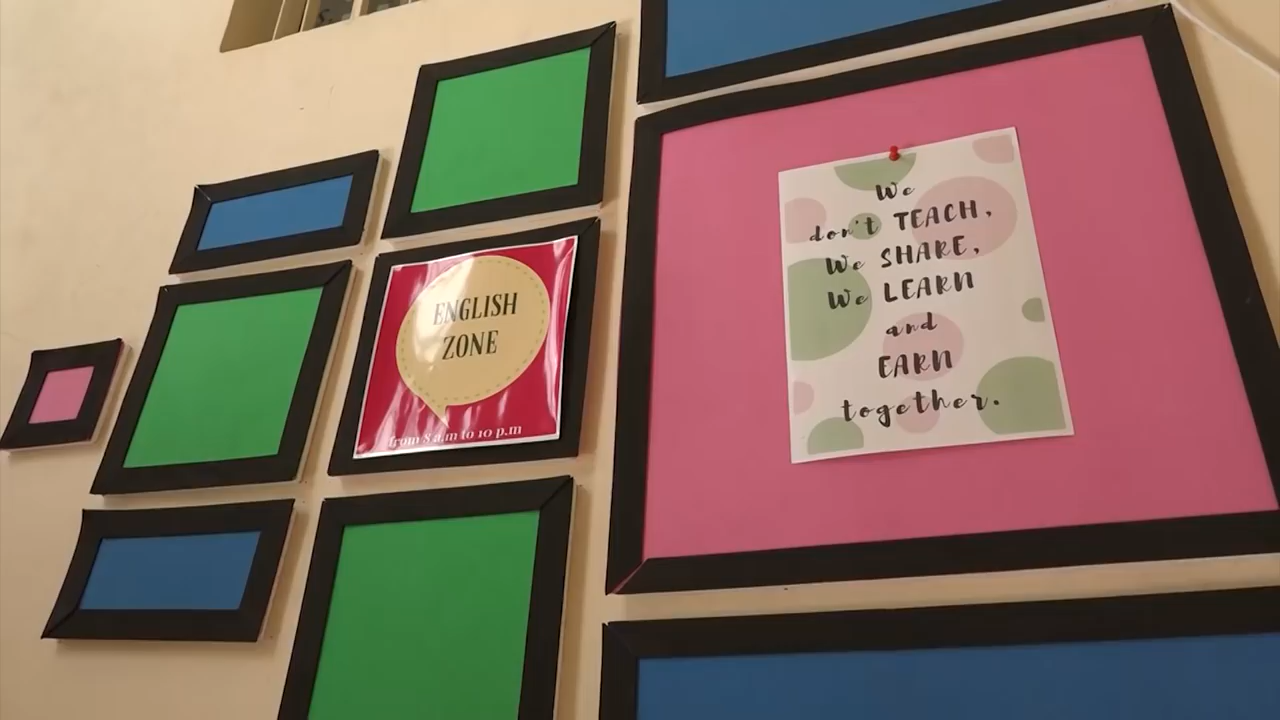 ENGLISH
ZONE
from 8 a.m to 10 p.m
We
don't TEACH,
We SHARE,
We LEARN
and
EARN
together.